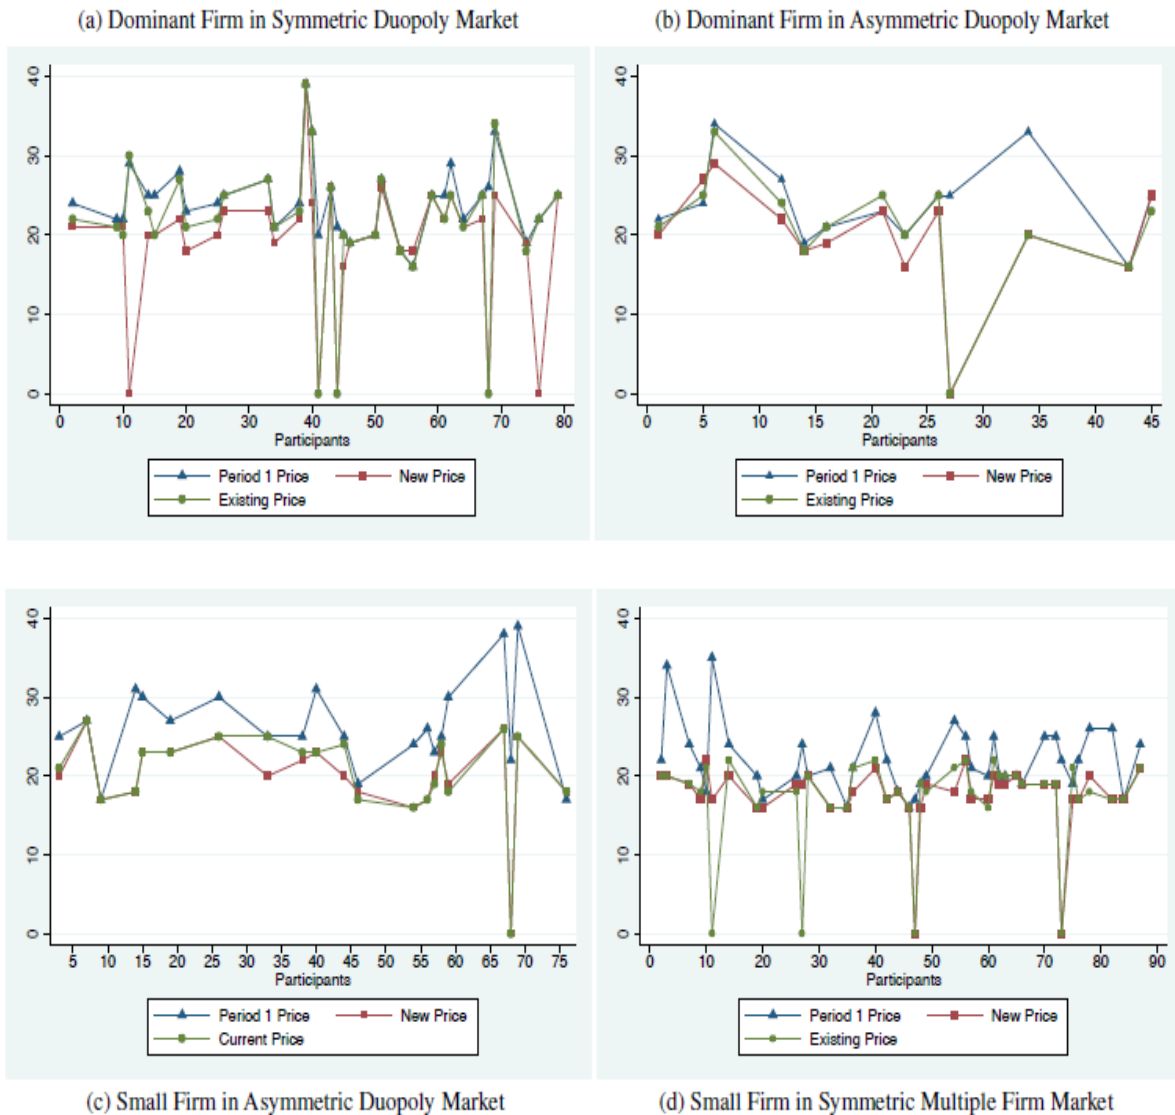 (a) Dominant Firm in Symmetric Duopoly Market
(b) Dominant Firm in Asymmetric Duopoly Market
40
30
20
10
0
0 10 20 30 40 50 60 70 80
Participants
Period 1 Price New Price
Existing Price
40
30
20
10
0
0 5 10 15 20 25 30 35 40 45
Participants
Period 1 Price New Price
Existing Price
40
30
20
10
0
5 10 15 20 25 30 35 40 45 50 55 60 65 70 75
Participants
Period 1 Price New Price
Current Price
40
30
20
10
0
0 10 20 30 40 50 60 70 80 90
Participants
Period 1 Price New Price
Existing Price
(c) Small Firm in Asymmetric Duopoly Market
(d) Small Firm in Symmetric Multiple Firm Market